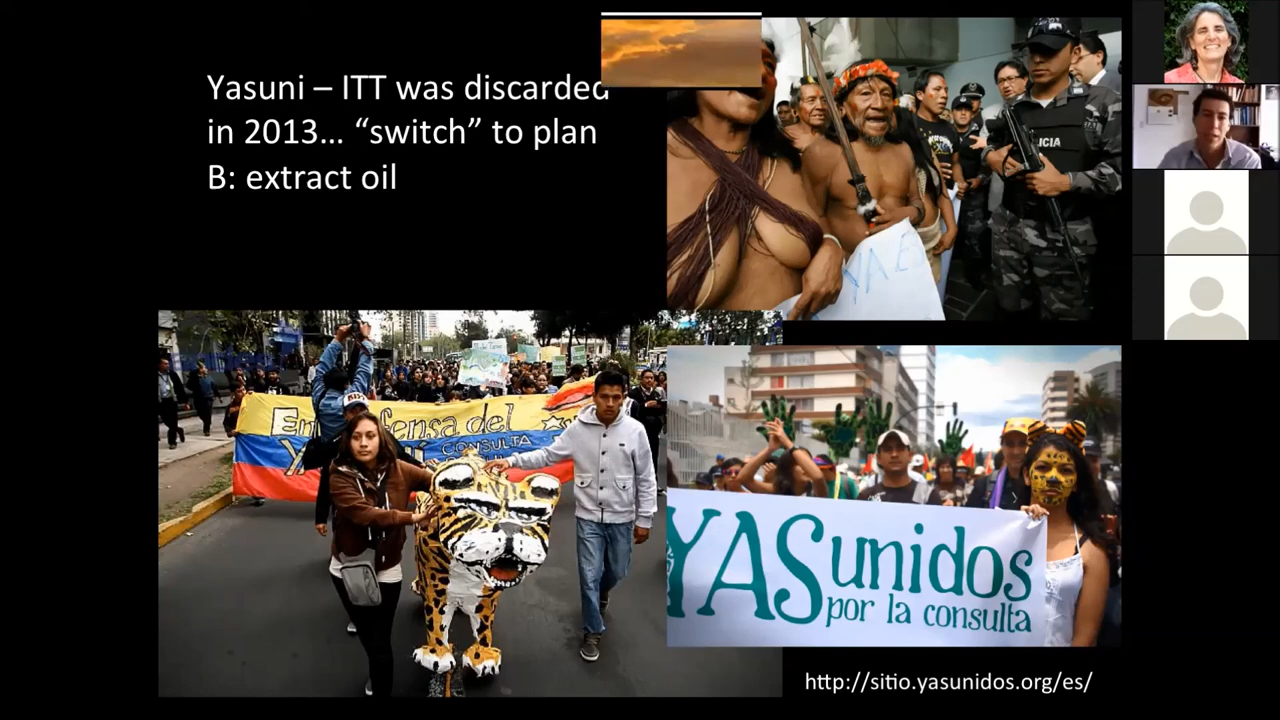 Yasuni – ITT was discarded
in 2013... “switch” to plan
B: extract oil
LICIA
YA E
En defensa del
CONSULTA
YASunidos
por la consulta
http://sitio.yasunidos.org/es/